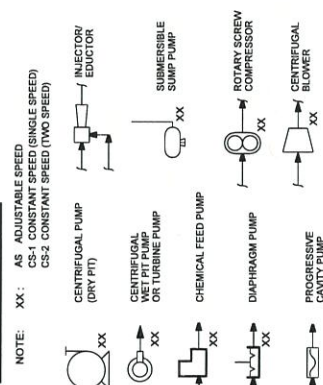 NOTE: XX : AS ADJUSTABLE SPEED
CS-1 CONSTANT SPEED (SINGLE SPEED)
CS-2 CONSTANT SPEED (TWO SPEED)
XX
CENTRIFUGAL PUMP
(DRY PIT)
INJECTOR/
EDUCTOR
XX
CENTRIFUGAL
WET PIT PUMP
OR TURBINE PUMP
XX
SUBMERSIBLE
SUMP PUMP
XX
CHEMICAL FEED PUMP
XX
ROTARY SCREW
COMPRESSOR
XX
DIAPHRAGM PUMP
XX
CENTRIFUGAL
BLOWER
XX
PROGRESSIVE
CAVITY PUMP